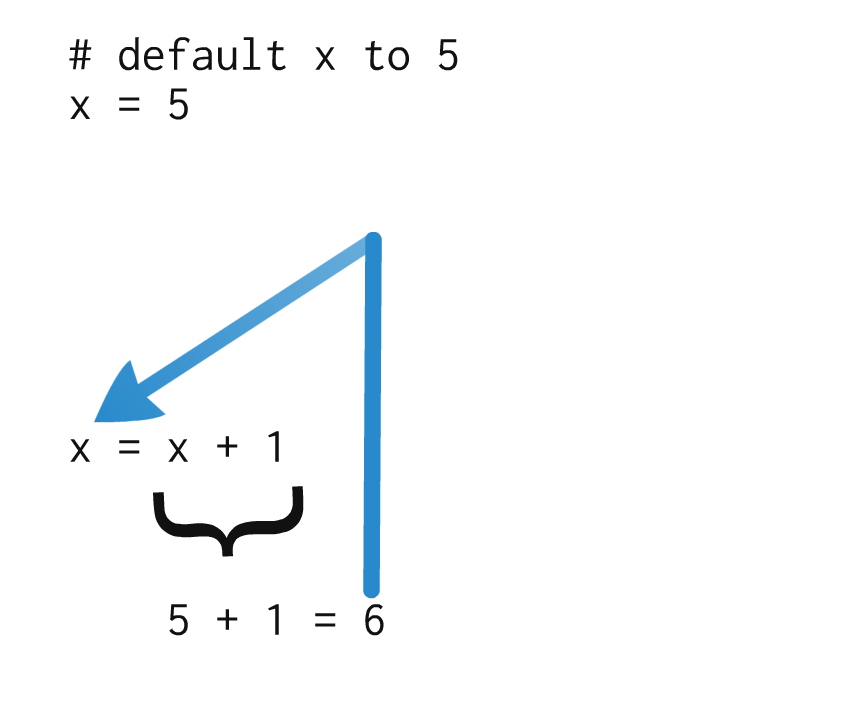 # default x to 5
x = 5
x = x + 1
5 + 1 = 6